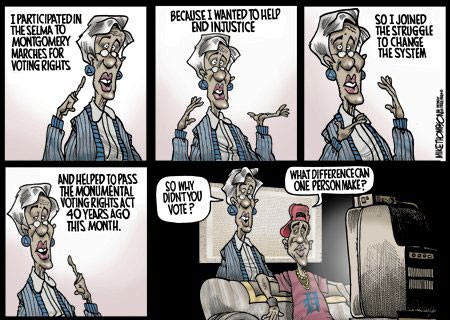 I PARTICIPATED IN
THE SELMA TO
MONTGOMERY
MARCHES FOR
VOTING RIGHTS
BECAUSE I WANTED TO HELP
END INJUSTICE
SO I JOINED
THE STRUGGLE
TO CHANGE
THE SYSTEM
AND HELPED TO PASS
THE MONUMENTAL
VOTING RIGHTS ACT
40 YEARS AGO
THIS MONTH.
SO WHY
DIDN'T YOU
VOTE?
WHAT DIFFERENCE CAN
ONE PERSON MAKE?
D